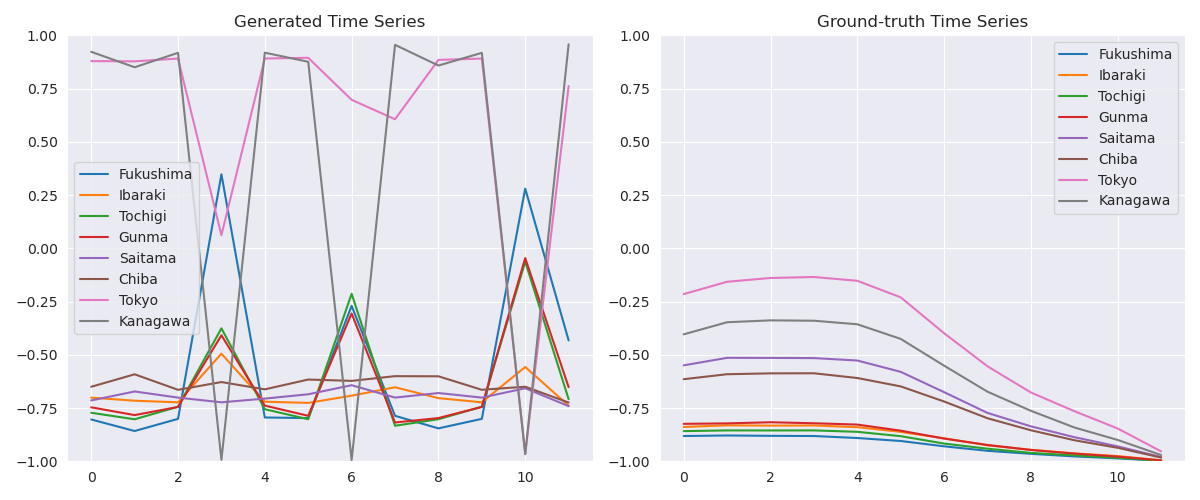 Generated Time Series
1.00
0.75
0.50
0.25
0.00
−0.25
−0.50
−0.75
−1.00
0 2 4 6 8 10
Fukushima
Ibaraki
Tochigi
Gunma
Saitama
Chiba
Tokyo
Kanagawa
Ground-truth Time Series
1.00
0.75
0.50
0.25
0.00
−0.25
−0.50
−0.75
−1.00
0 2 4 6 8 10
Fukushima
Ibaraki
Tochigi
Gunma
Saitama
Chiba
Tokyo
Kanagawa